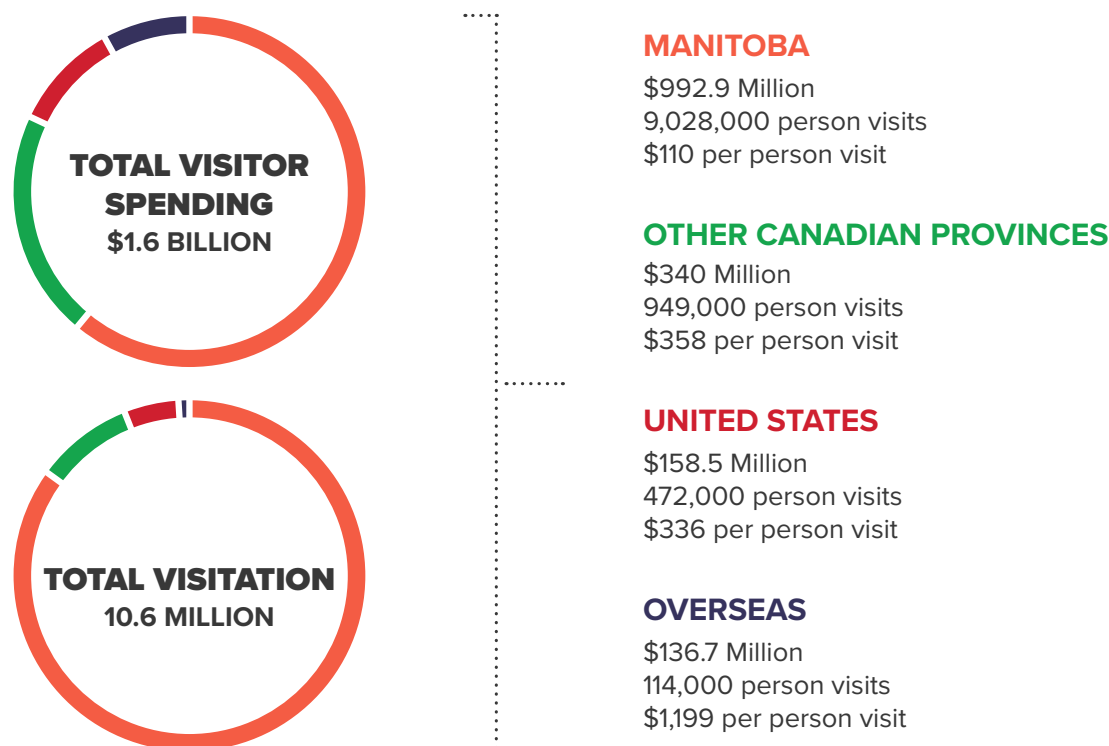 TOTAL VISITOR
SPENDING
$1.6 BILLION
TOTAL VISITATION
10.6 MILLION
MANITOBA
$992.9 Million
9,028,000 person visits
$110 per person visit
OTHER CANADIAN PROVINCES
$340 Million
949,000 person visits
$358 per person visit
UNITED STATES
$158.5 Million
472,000 person visits
$336 per person visit
OVERSEAS
$136.7 Million
114,000 person visits
$1,199 per person visit